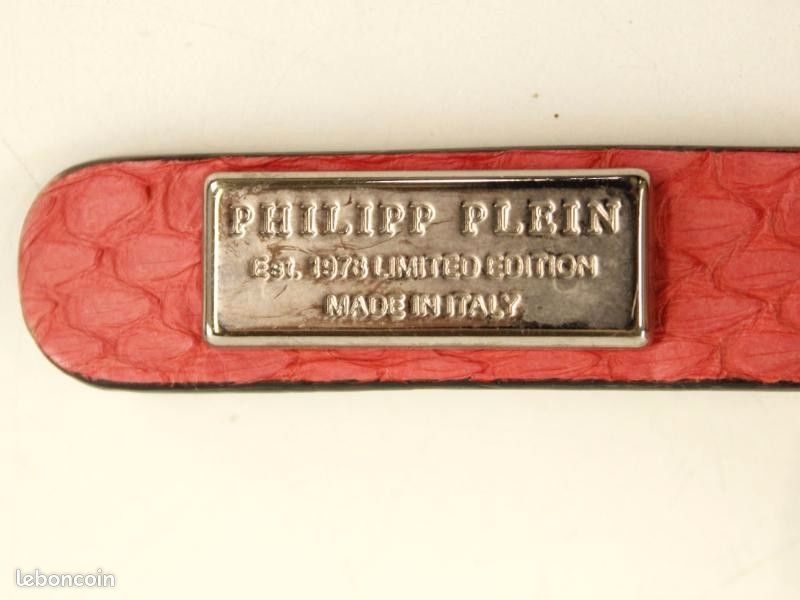 PHILIPP PLEIN
Est. 1978 LIMITED EDITION
MADE IN ITALY
leboncoin